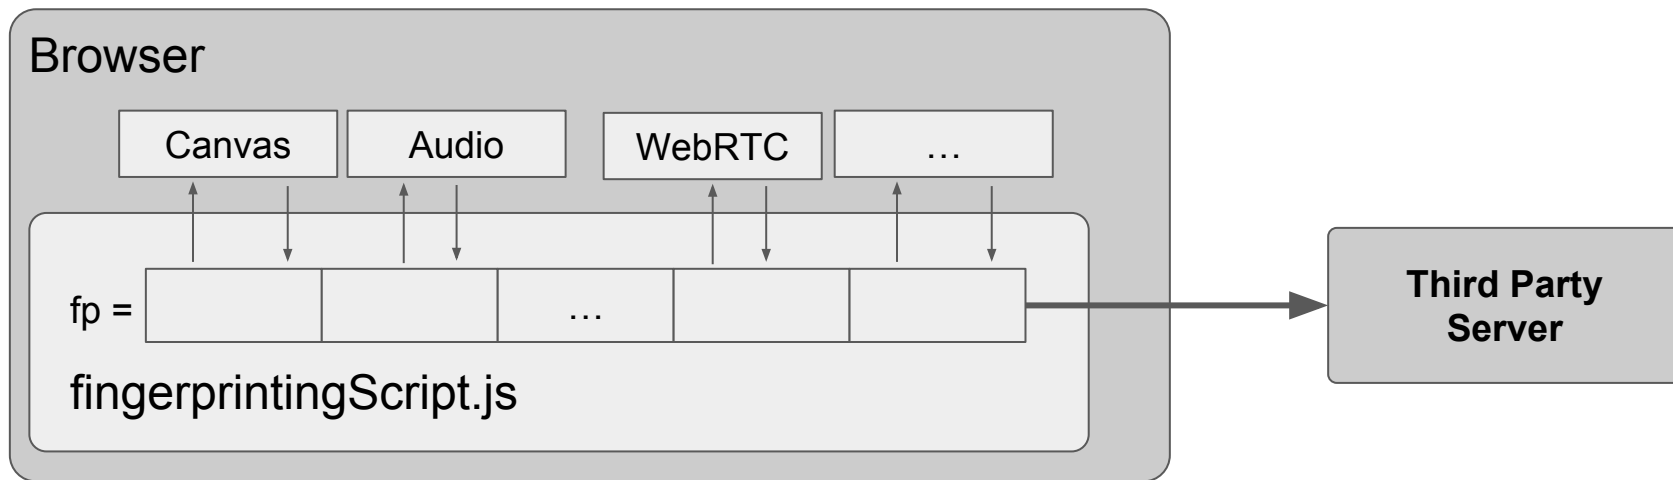 Browser
Canvas
Audio
WebRTC
...
fp =
...
fingerprintingScript.js
Third Party
Server